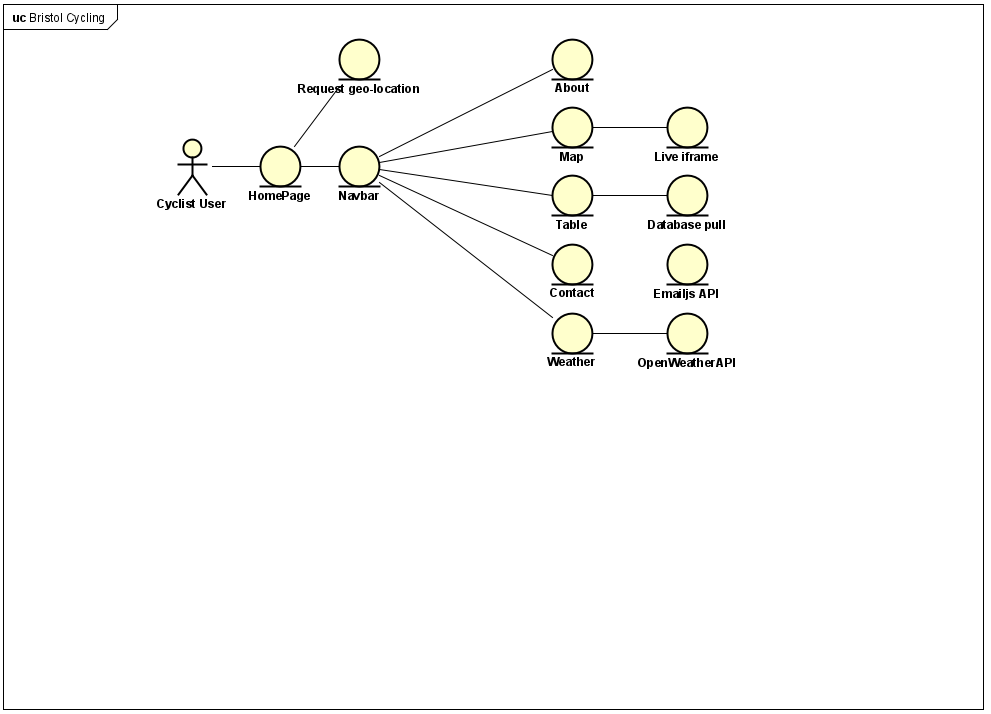 uc Bristol Cycling
Request geo-location
About
Map
Live iframe
Cyclist User
HomePage
Navbar
Table
Database pull
Contact
Emailjs API
Weather
OpenWeatherAPI